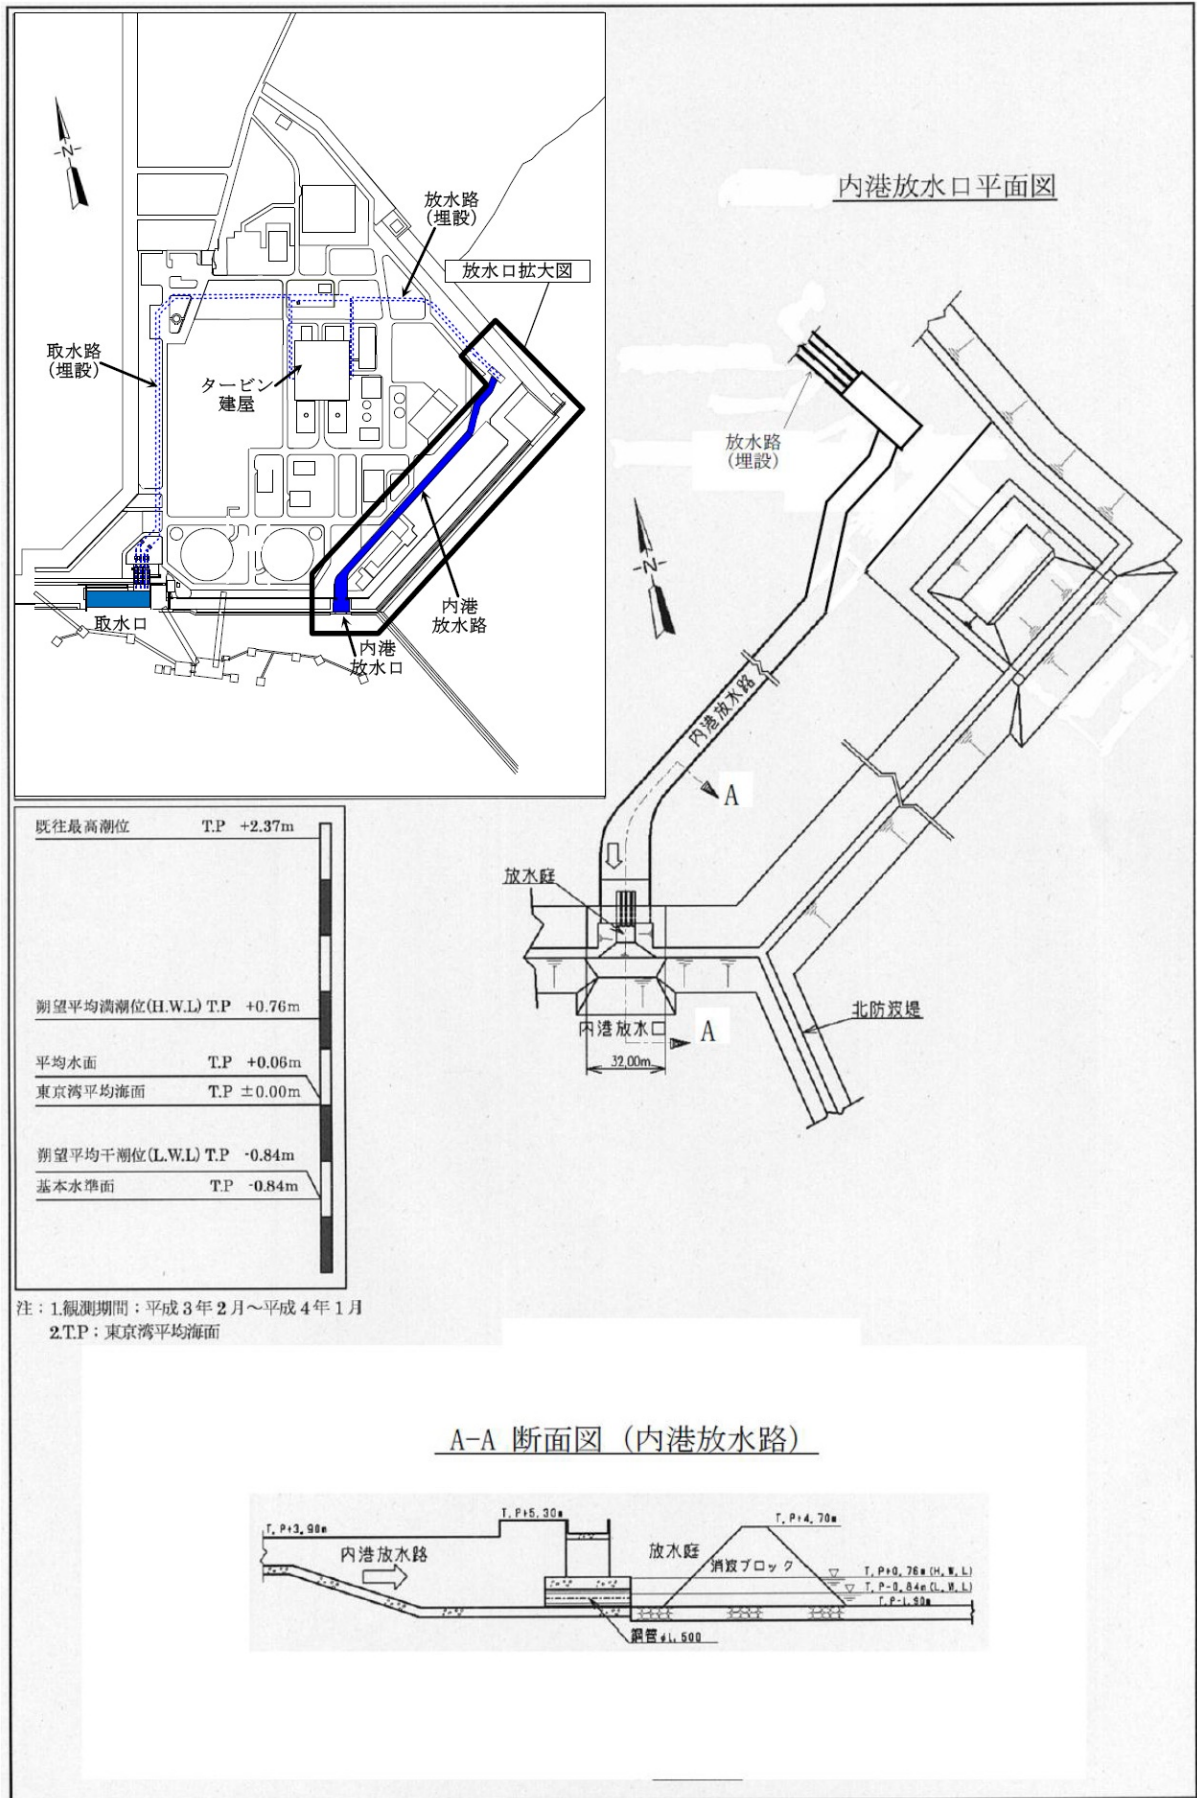 放水路
(埋設)
放水口拡大図
取水路
(埋設)
タービン
建屋
内港
放水路
取水口
内港
放水口
N
内港放水口平面図
放水路
(埋設)
N
内港放水路
A
放水庭
内港放水口
A
32.00m
北防波堤
既往最高潮位 T.P +2.37m
朔望平均満潮位(H.W.L) T.P +0.76m
平均水面 T.P +0.06m
東京湾平均海面 T.P ±0.00m
朔望平均干潮位(L.W.L) T.P -0.84m
基本水準面 T.P -0.84m
注：1.観測期間；平成3年2月～平成4年1月
2.T.P：東京湾平均海面
A-A 断面図（内港放水路）
T.P+3.90m
T.P+5.30m
T.P+4.70m
内港放水路
放水庭
消波ブロック
T.P+0.76m (H.W.L)
T.P-0.84m (L.W.L)
T.P-1.90m
鋼管φ1,500